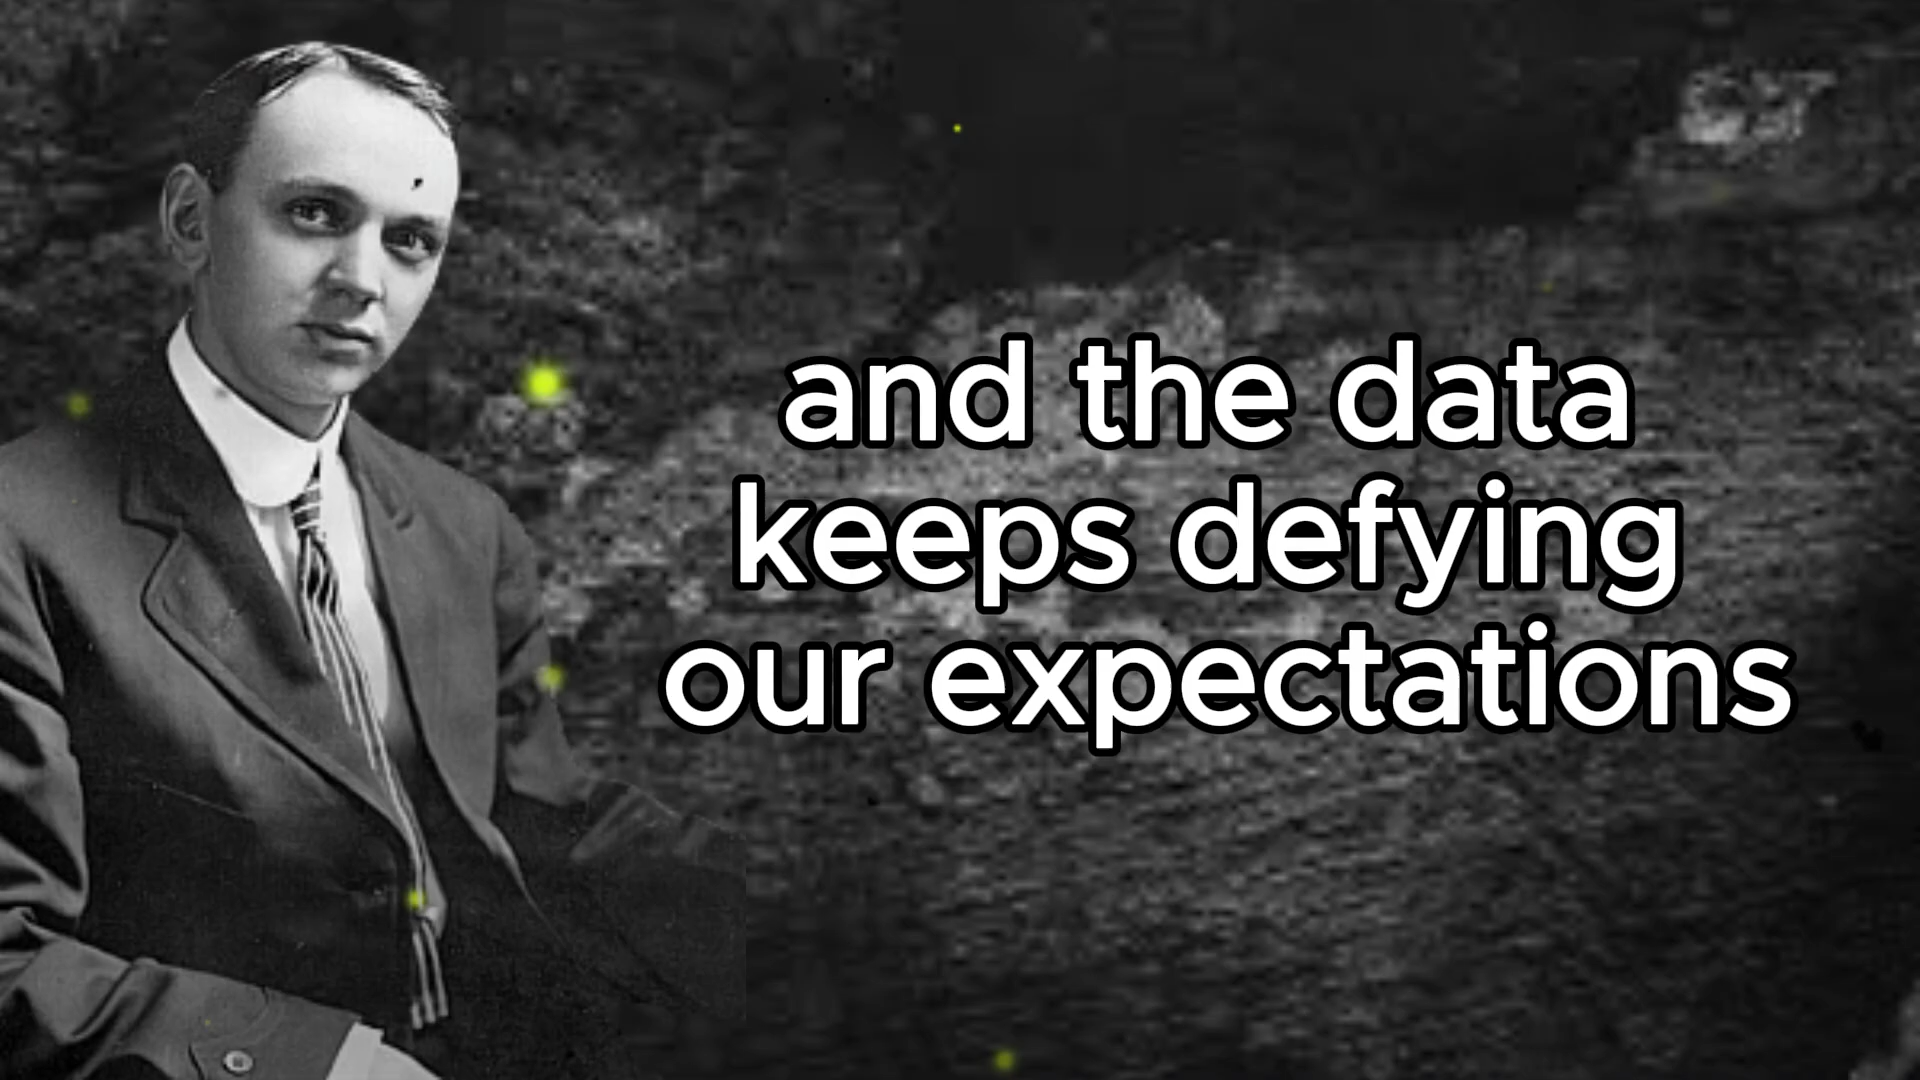 and the data
keeps defying
our expectations